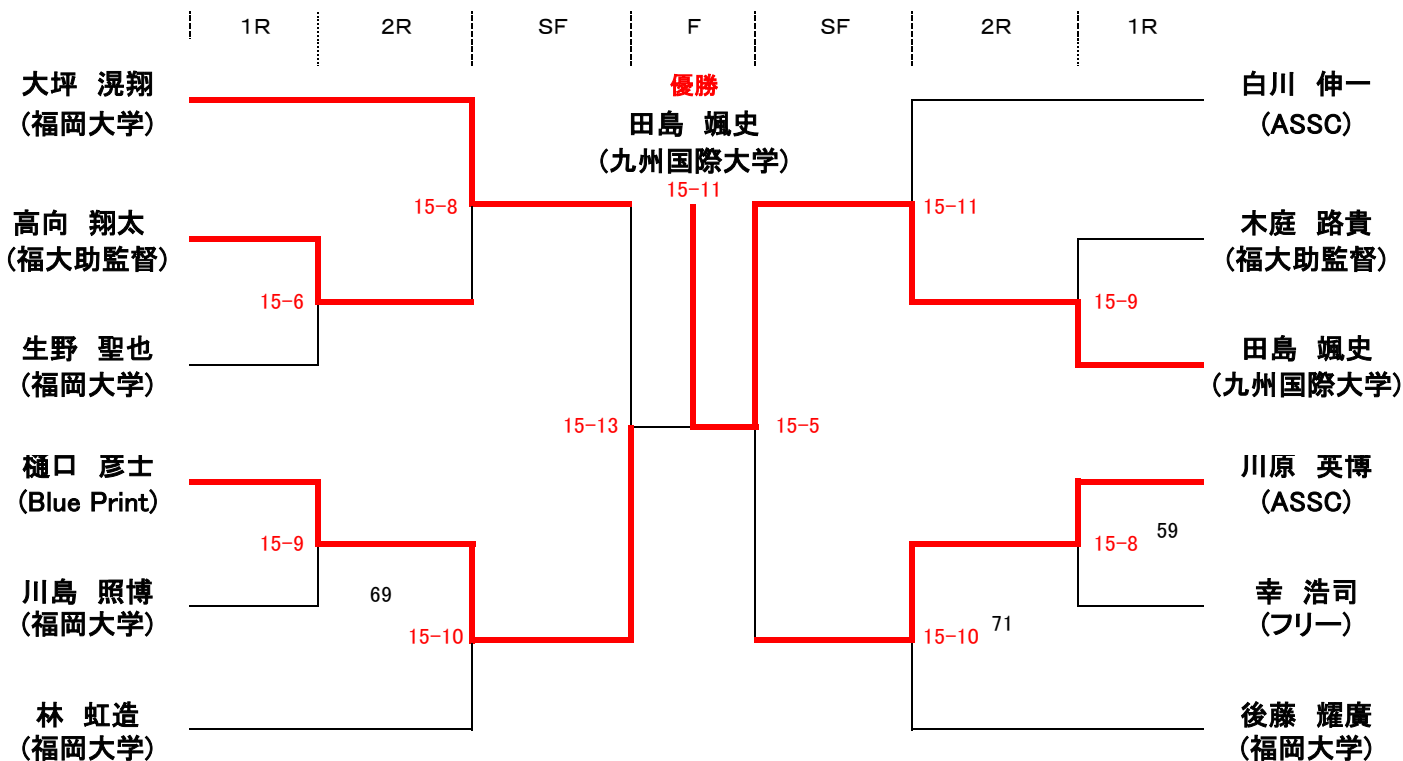 1R 2R SF F SF 2R 1R
大坪 滉翔
(福岡大学)
高向 翔太
(福大助監督)
生野 聖也
(福岡大学)
樋口 彦士
(Blue Print)
川島 照博
(福岡大学)
林 虹造
(福岡大学)
15-8
15-6
15-9
69
15-10
15-13
優勝
田島 颯史
(九州国際大学)
15-11
15-5
15-11
15-9
15-8
59
15-10
71
白川 伸一
(ASSC)
木庭 路貴
(福大助監督)
田島 颯史
(九州国際大学)
川原 英博
(ASSC)
幸 浩司
(フリー)
後藤 耀廣
(福岡大学)